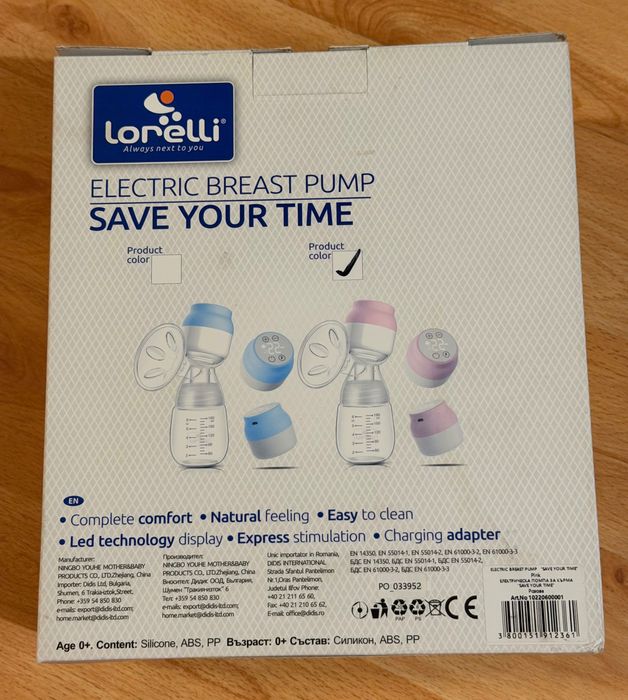 Lorelli®
Always next to you
ELECTRIC BREAST PUMP
SAVE YOUR TIME
Product
color
Product
color
EN
• Complete comfort • Natural feeling • Easy to clean
• Led technology display • Express stimulation • Charging adapter
Manufacturer:
NINGBO YOUHE MOTHER&BABY
PRODUCTS CO., LTD.Zhejiang, China
Importer: Didis Ltd, Bulgaria,
Shumen, 6 Trakia-iztok,Street,
Phone: +359 54 850 830
e-mails: export@didis-ltd.com;
home.market@didis-ltd.com
Производител:
NINGBO YOUHE MOTHER&BABY
PRODUCTS CO., LTD.Zhejiang, China
Вносител: Дидис ООД, България,
Шумен "Тракияизток" 6
Тел: +359 54 850 830
e-mails: export@didis-ltd.com;
home.market@didis-ltd.com
Unic importator in Romania,
DIDIS INTERNATIONAL
Strada Sfantul Pantelimon
Nr.1,Oras Pantelimon,
Judetul Ilfov Phone:
+40 21 211 65 60,
Fax: +40 21 210 65 62,
E-mail: office@didis.ro
EN 14350, EN 55014-1, EN 55014-2, EN 61000-3-2, EN 61000-3-3
БДС EN 14350, БДС EN 55014-1, БДС EN 55014-2,
БДС EN 61000-3-2, БДС EN 61000-3-3
PO 033952
PAP
PS
CE
ELECTRIC BREAST PUMP "SAVE YOUR TIME"
Pink
ЕЛЕКТРИЧЕСКА ПОМПА ЗА КЪРМА
"SAVE YOUR TIME"
Розова
Art.No 10220600001
3 800151 912361
Age 0+. Content: Silicone, ABS, PP Възраст: 0+ Състав: Силикон, ABS, PP